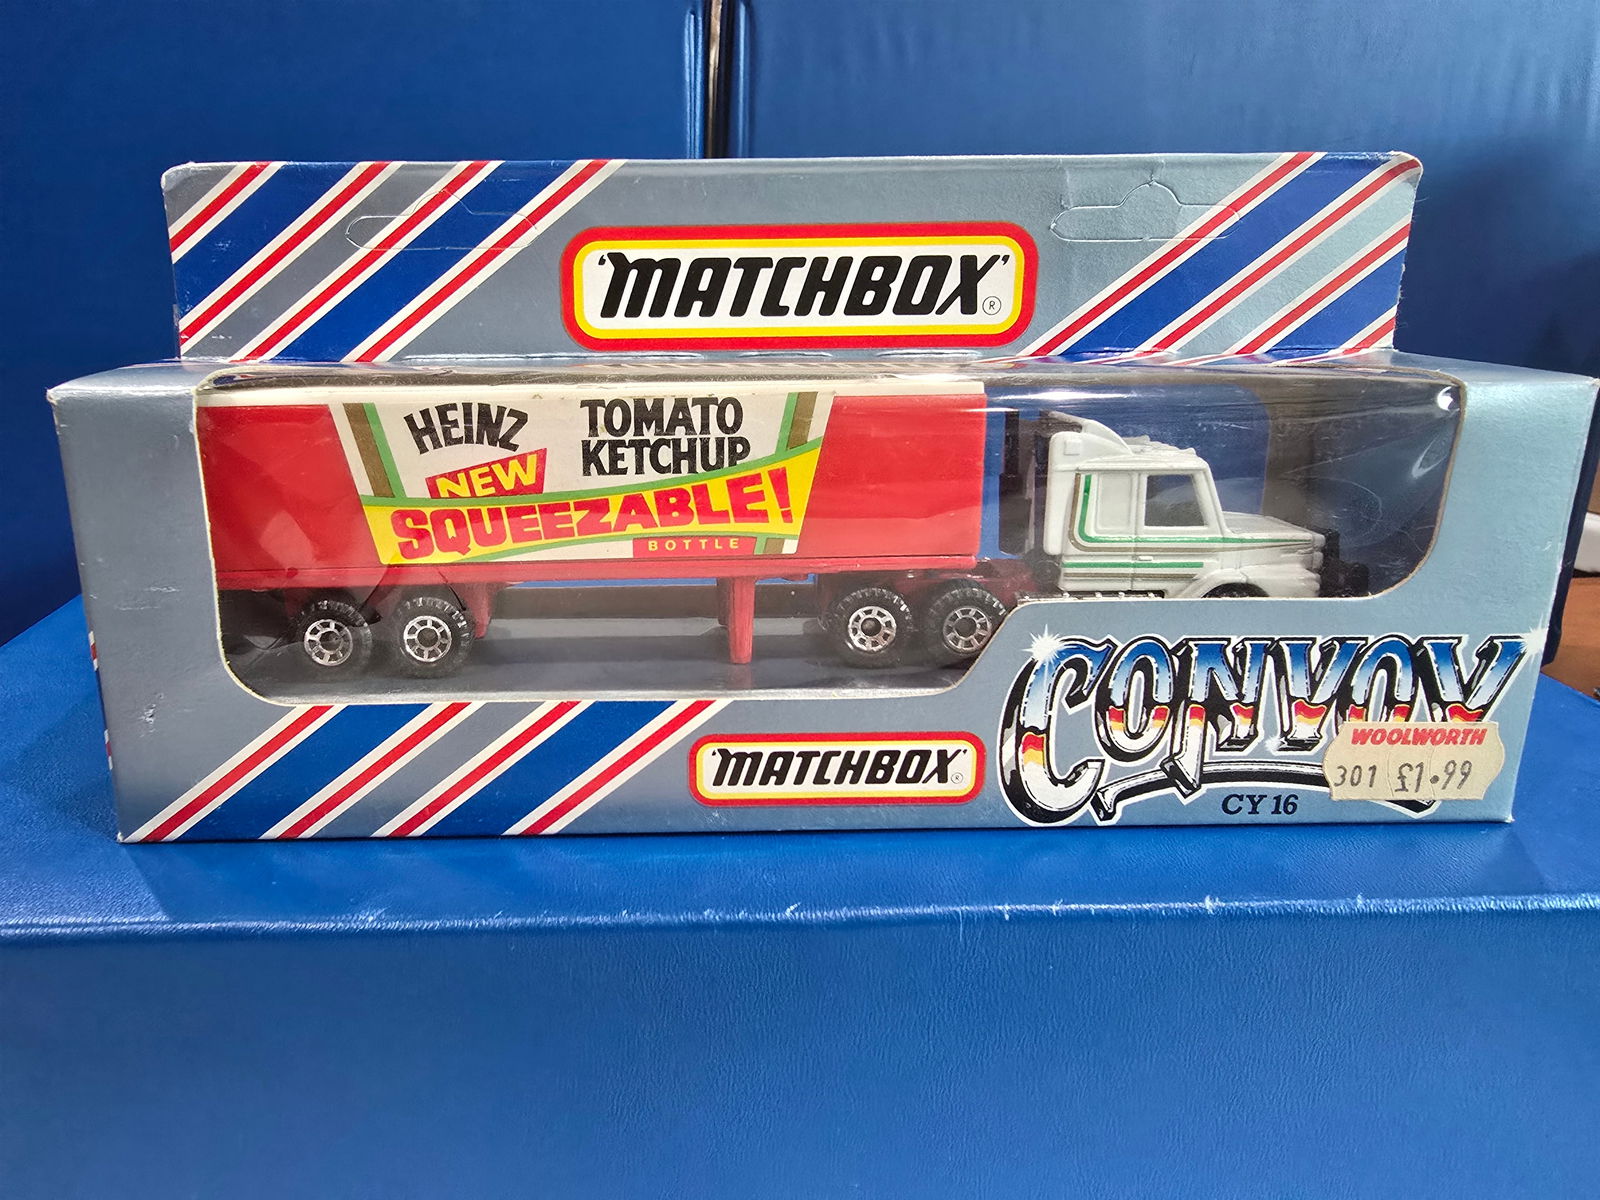 'MATCHBOX'®
HEINZ
TOMATO
KETCHUP
NEW
SQUEEZABLE!
BOTTLE
CONVOY
'MATCHBOX'®
WOOLWORTH
301 £1.99
CY 16